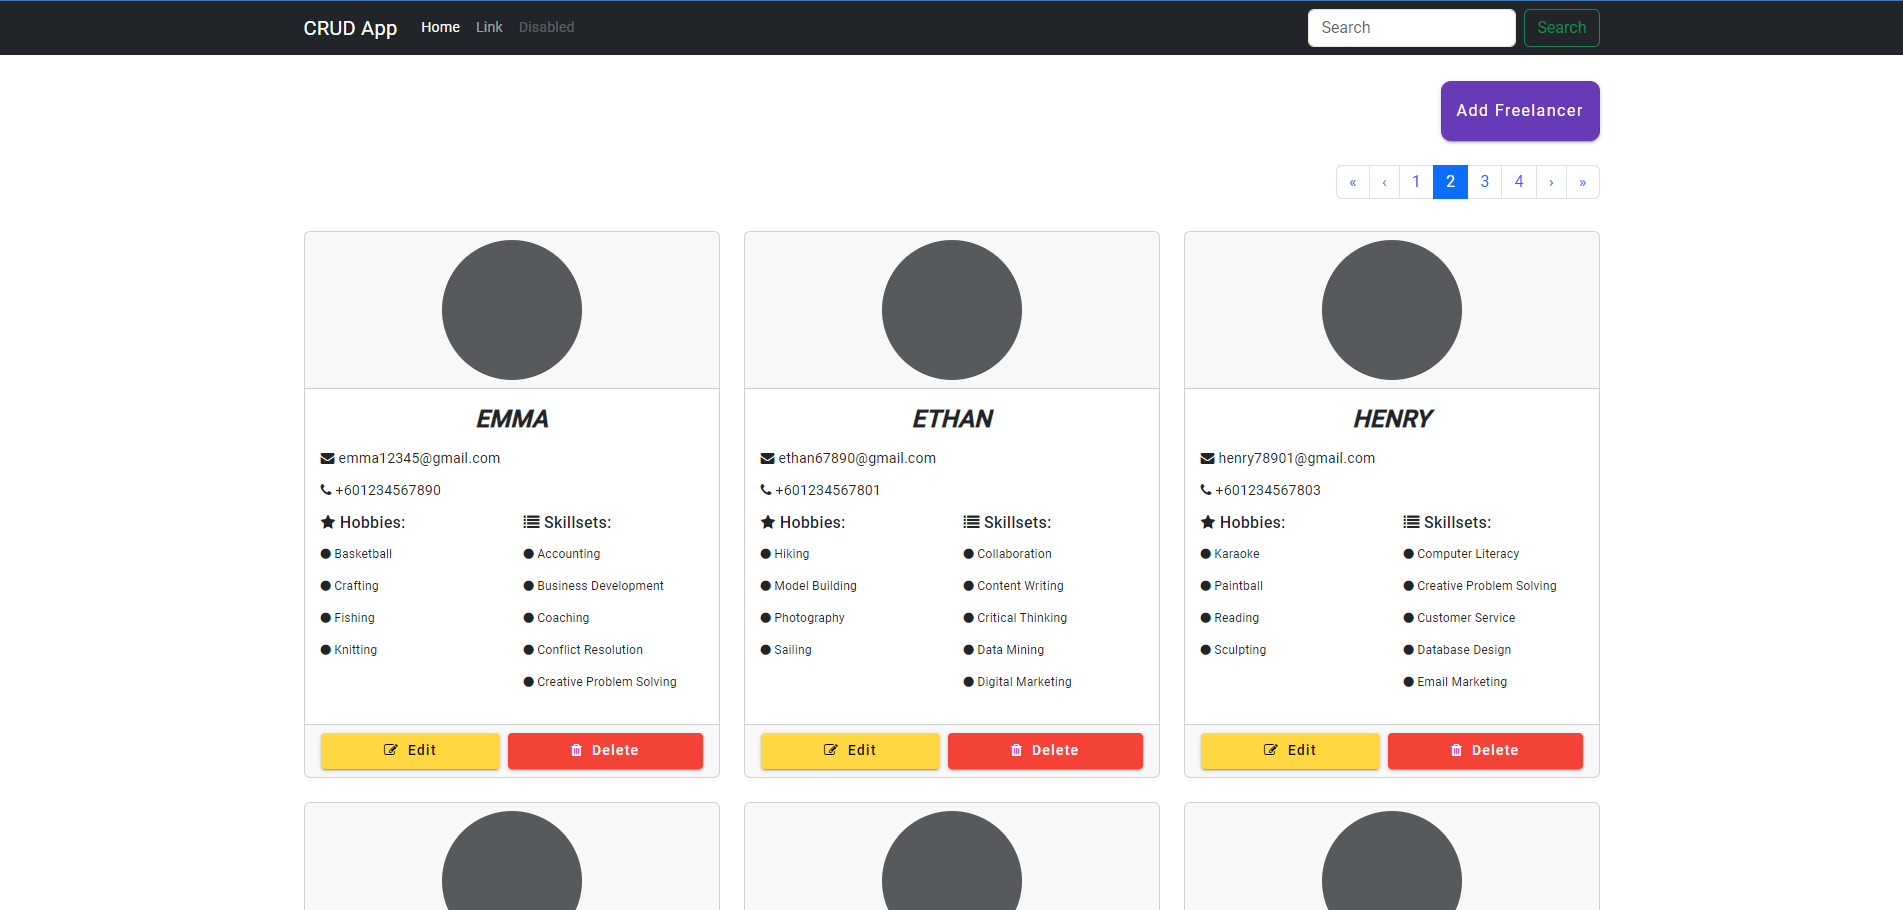 CRUD App Home Link Disabled Search Search
Add Freelancer
« ‹ 1 2 3 4 › »
EMMA
emma12345@gmail.com
+601234567890
Hobbies: Skillsets:
Basketball Accounting
Crafting Business Development
Fishing Coaching
Knitting Conflict Resolution
Creative Problem Solving
Edit Delete
ETHAN
ethan67890@gmail.com
+601234567801
Hobbies: Skillsets:
Hiking Collaboration
Model Building Content Writing
Photography Critical Thinking
Sailing Data Mining
Digital Marketing
Edit Delete
HENRY
henry78901@gmail.com
+601234567803
Hobbies: Skillsets:
Karaoke Computer Literacy
Paintball Creative Problem Solving
Reading Customer Service
Sculpting Database Design
Email Marketing
Edit Delete